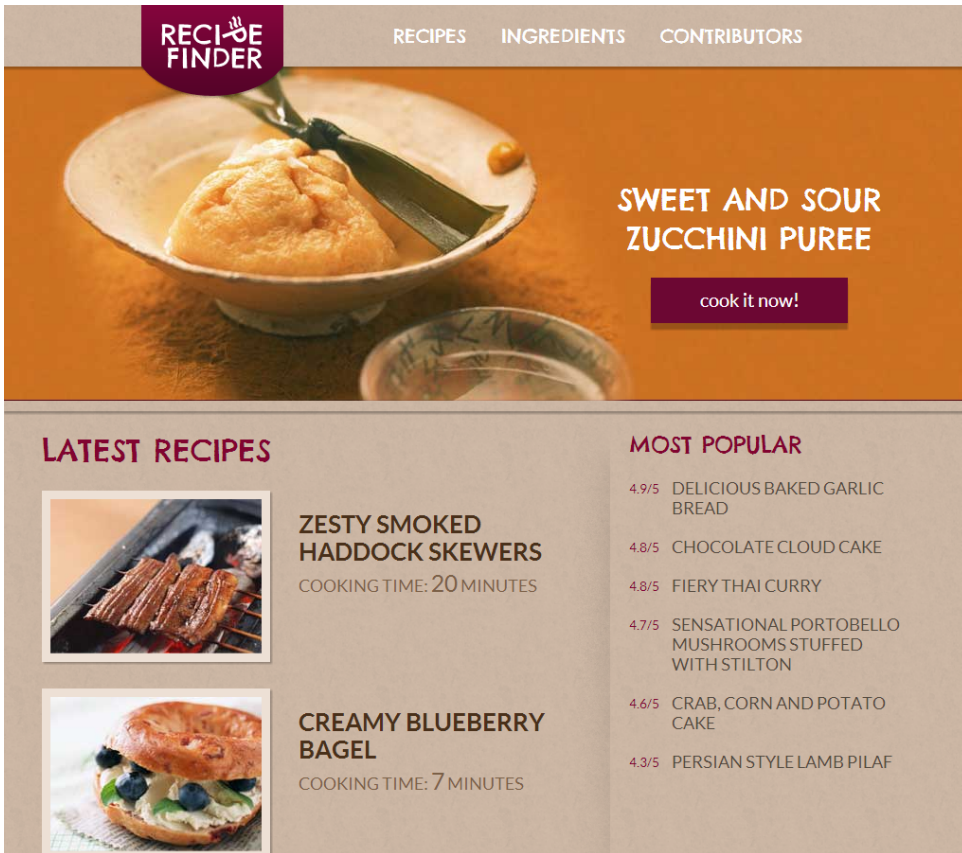 RECIPE
FINDER
RECIPES INGREDIENTS CONTRIBUTORS
SWEET AND SOUR
ZUCCHINI PUREE
cook it now!
LATEST RECIPES
ZESTY SMOKED
HADDOCK SKEWERS
COOKING TIME: 20 MINUTES
CREAMY BLUEBERRY
BAGEL
COOKING TIME: 7 MINUTES
MOST POPULAR
4.9/5 DELICIOUS BAKED GARLIC
BREAD
4.8/5 CHOCOLATE CLOUD CAKE
4.8/5 FIERY THAI CURRY
4.7/5 SENSATIONAL PORTOBELLO
MUSHROOMS STUFFED
WITH STILTON
4.6/5 CRAB, CORN AND POTATO
CAKE
4.3/5 PERSIAN STYLE LAMB PILAF